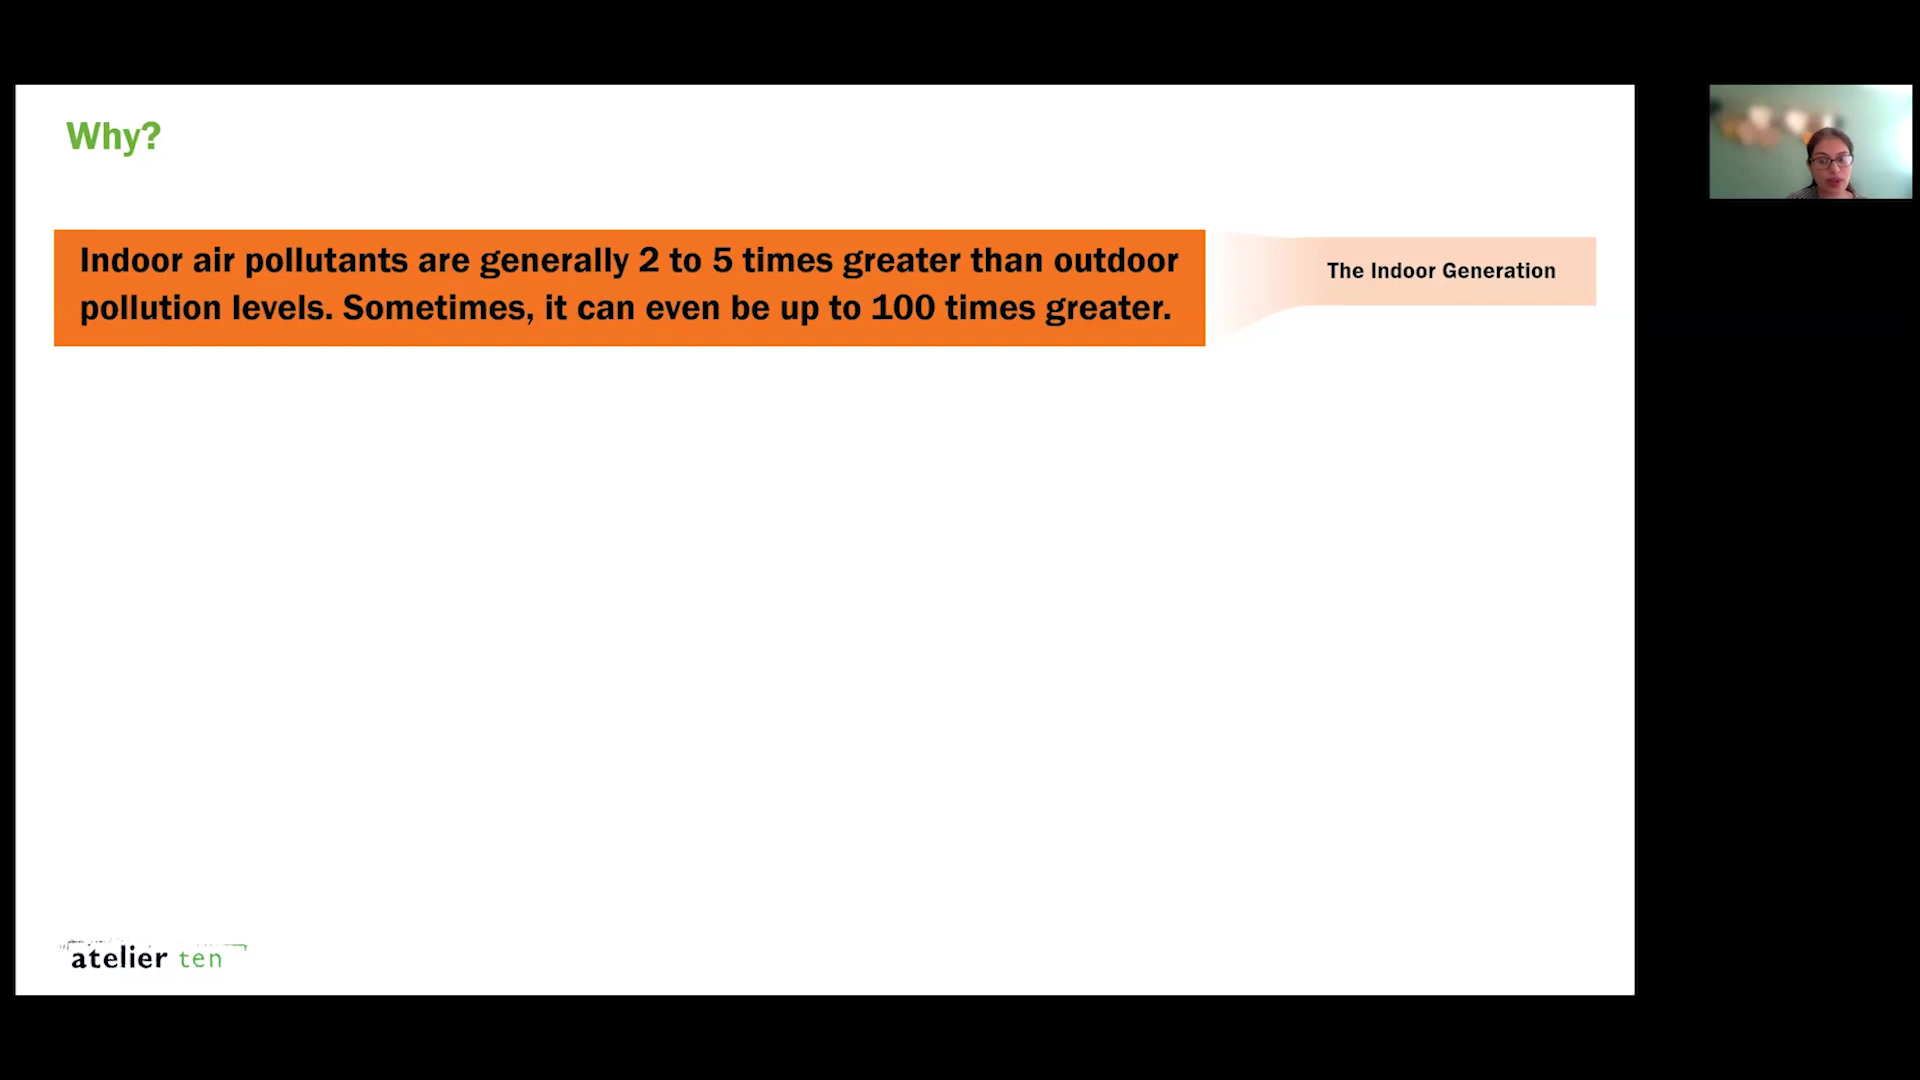 Why?
Indoor air pollutants are generally 2 to 5 times greater than outdoor
pollution levels. Sometimes, it can even be up to 100 times greater.
The Indoor Generation
atelier ten